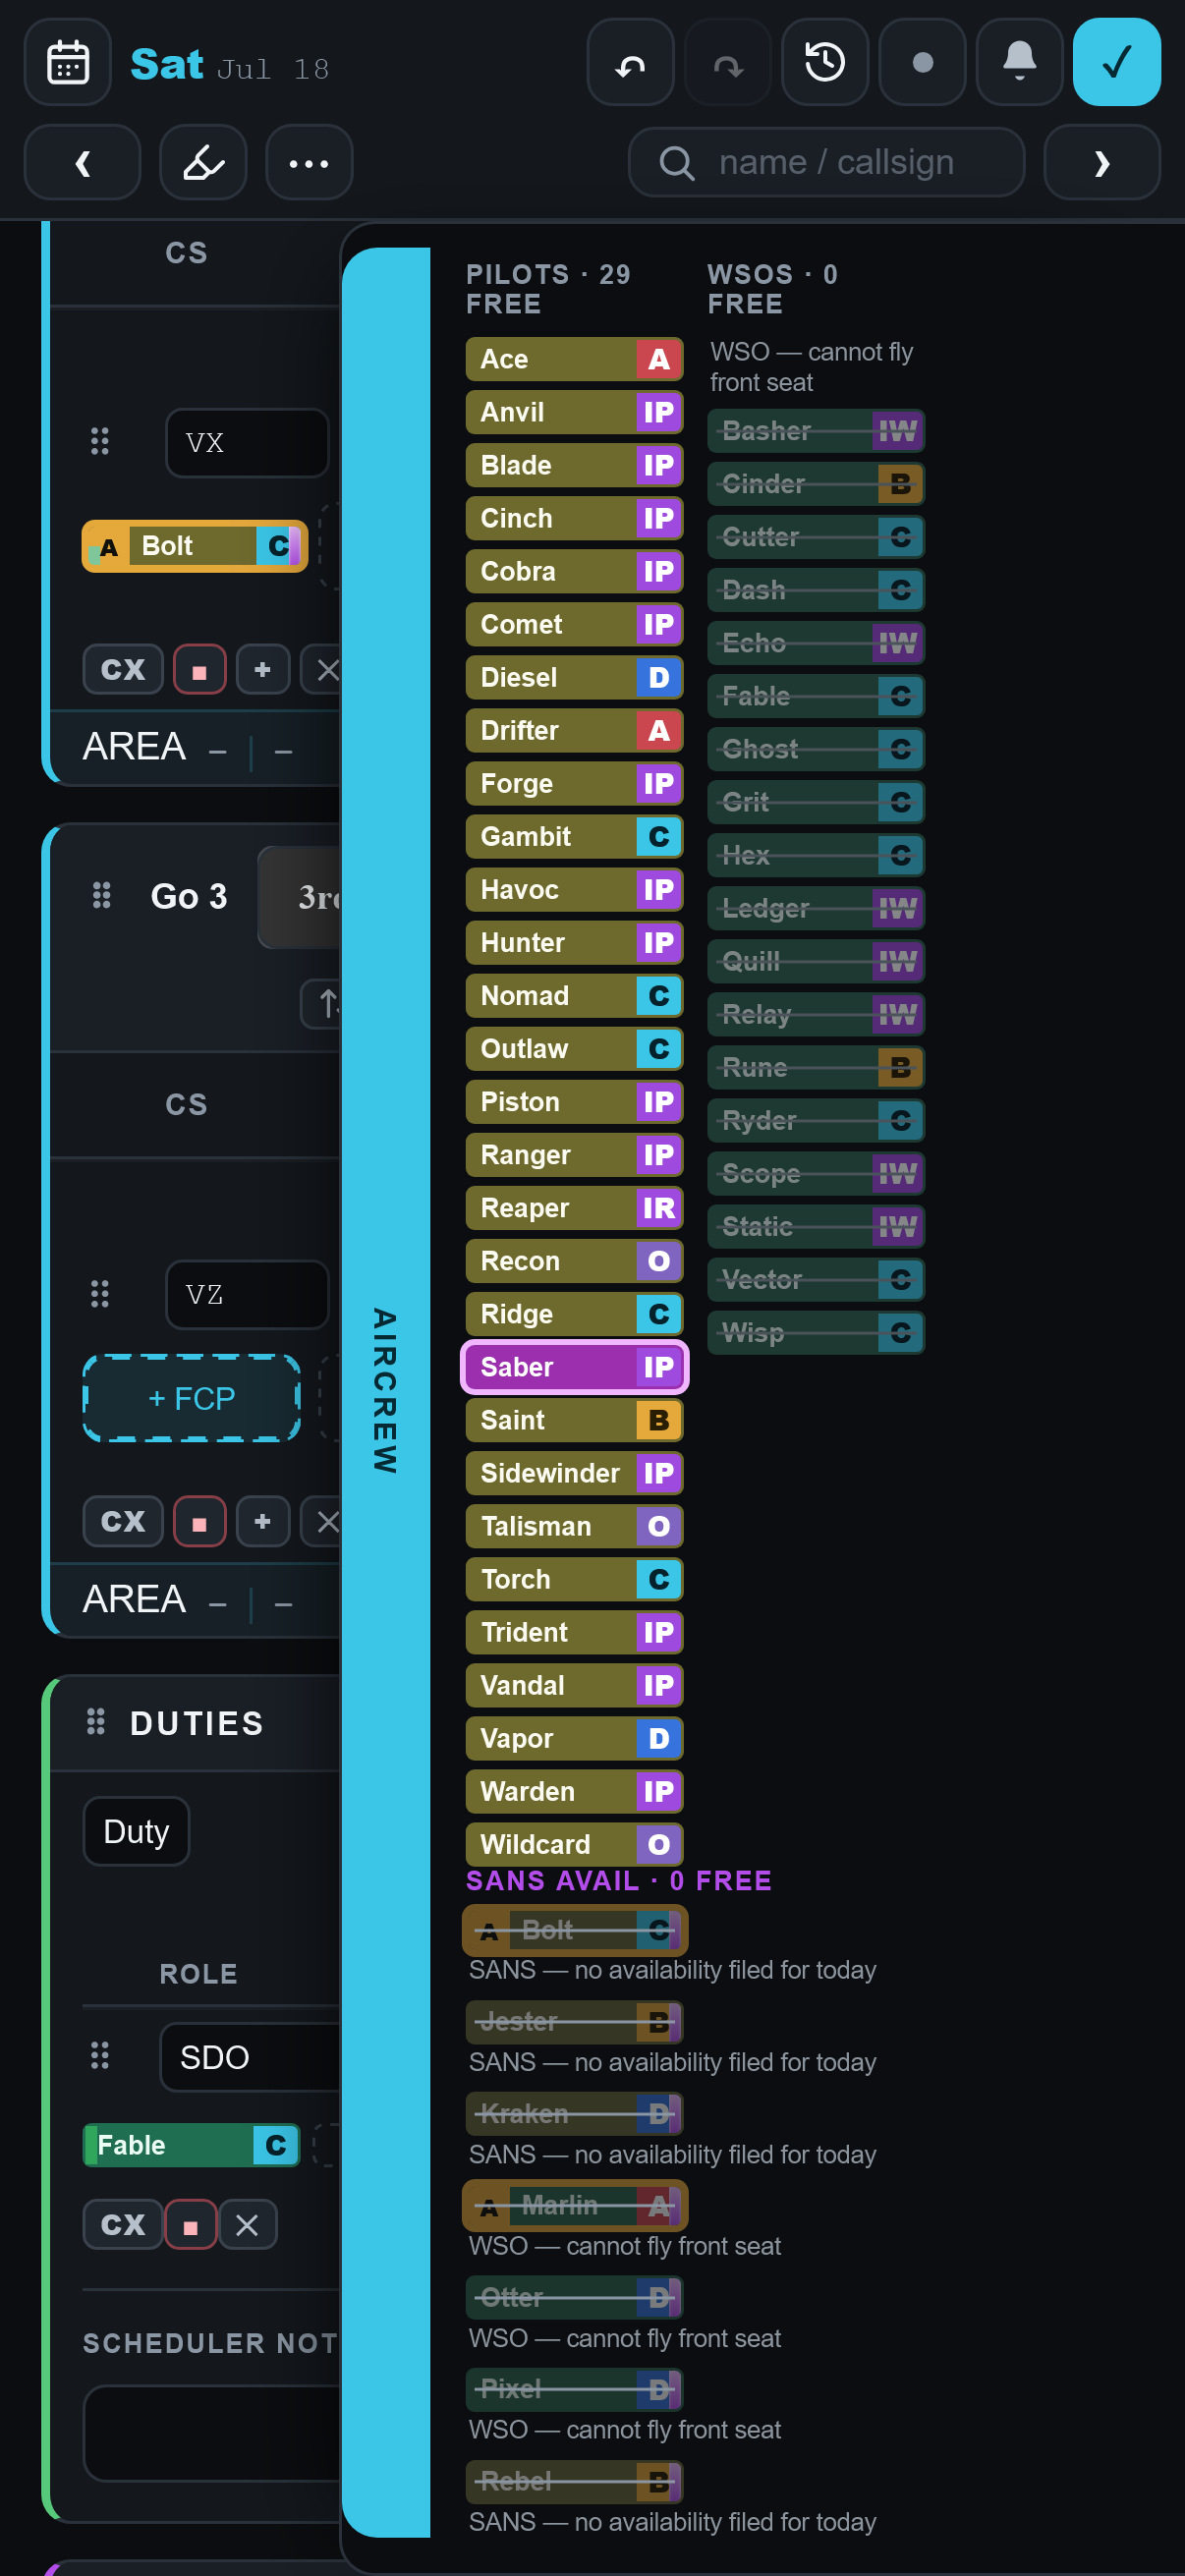 Sat Jul 18
name / callsign
CS
VX
A Bolt C
CX
AREA – | –
Go 3
CS
VZ
+ FCP
CX
AREA – | –
DUTIES
Duty
ROLE
SDO
Fable C
CX
SCHEDULER NOT
AIRCREW
PILOTS · 29
FREE
Ace A
Anvil IP
Blade IP
Cinch IP
Cobra IP
Comet IP
Diesel D
Drifter A
Forge IP
Gambit C
Havoc IP
Hunter IP
Nomad C
Outlaw C
Piston IP
Ranger IP
Reaper IR
Recon O
Ridge C
Saber IP
Saint B
Sidewinder IP
Talisman O
Torch C
Trident IP
Vandal IP
Vapor D
Warden IP
Wildcard O
WSOS · 0
FREE
WSO — cannot fly
front seat
Basher IW
Cinder B
Cutter C
Dash C
Echo IW
Fable C
Ghost C
Grit C
Hex C
Ledger IW
Quill IW
Relay IW
Rune B
Ryder C
Scope IW
Static IW
Vector C
Wisp C
SANS AVAIL · 0 FREE
A Bolt C
SANS — no availability filed for today
Jester B
SANS — no availability filed for today
Kraken D
SANS — no availability filed for today
A Marlin A
WSO — cannot fly front seat
Otter D
WSO — cannot fly front seat
Pixel D
WSO — cannot fly front seat
Rebel B
SANS — no availability filed for today